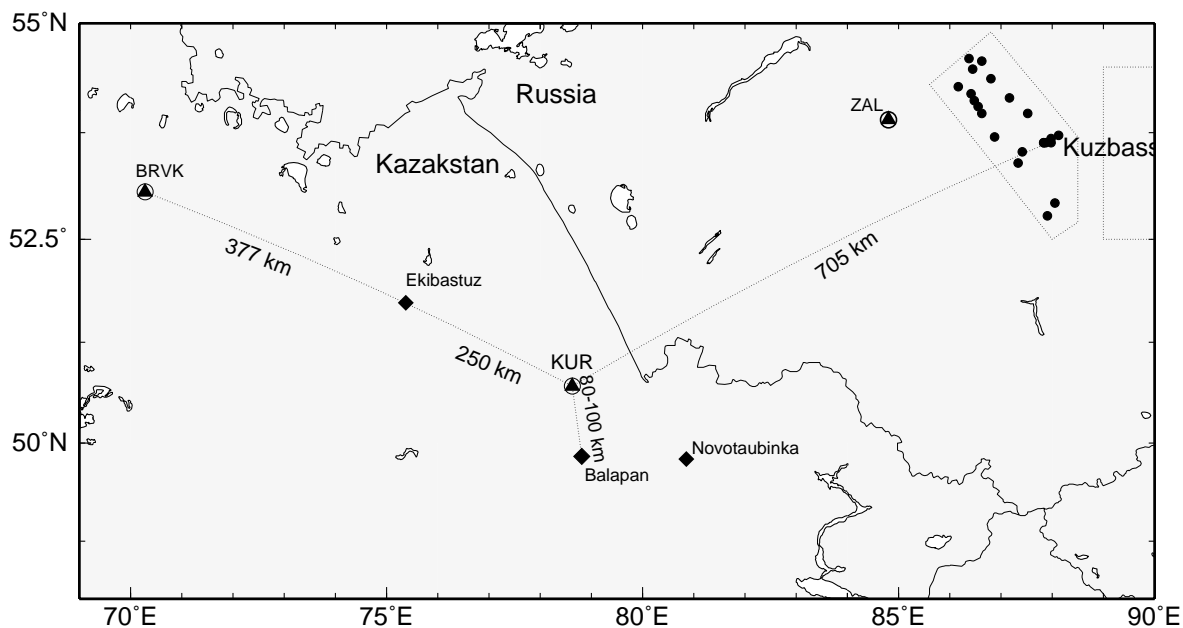 55˚N
Russia
ZAL
Kazakstan
Kuzbass
BRVK
52.5˚
377 km
705 km
Ekibastuz
250 km
KUR
80-100 km
50˚N
Novotaubinka
Balapan
70˚E
75˚E
80˚E
85˚E
90˚E